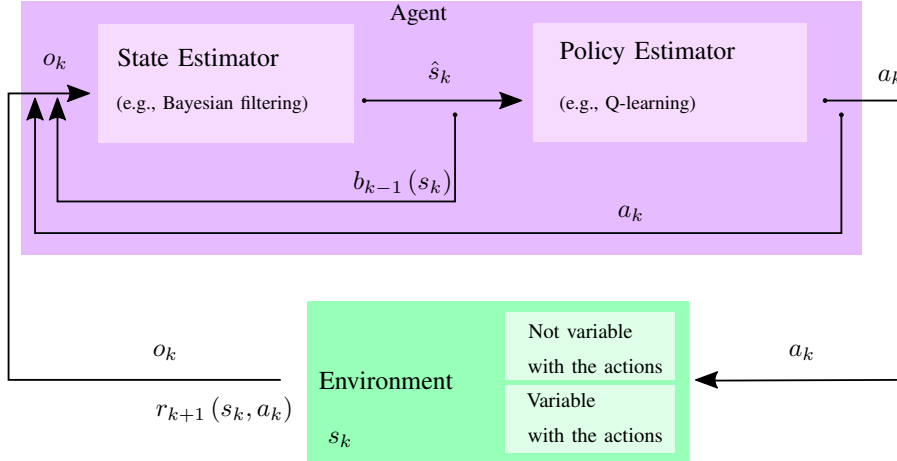 Agent
o_k
State Estimator
(e.g., Bayesian filtering)
ŝ_k
Policy Estimator
(e.g., Q-learning)
a_k
b_{k−1} (s_k)
a_k
o_k
r_{k+1} (s_k, a_k)
Environment
s_k
Not variable
with the actions
Variable
with the actions
a_k